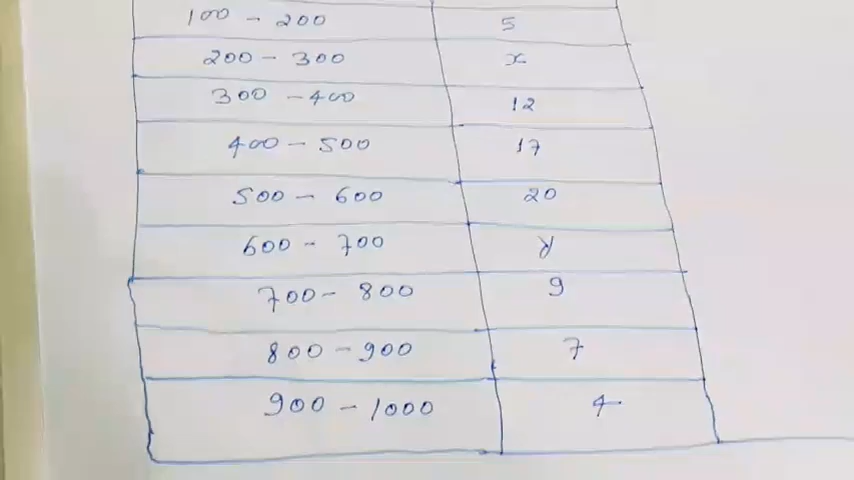 100 - 200 5
200 - 300 x
300 - 400 12
400 - 500 17
500 - 600 20
600 - 700 y
700 - 800 9
800 - 900 7
900 - 1000 4